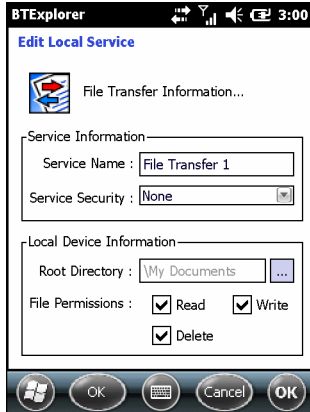 BTExplorer 3:00
Edit Local Service
File Transfer Information...
Service Information
Service Name : File Transfer 1
Service Security : None
Local Device Information
Root Directory : \My Documents ...
File Permissions : Read Write
Delete
OK Cancel OK